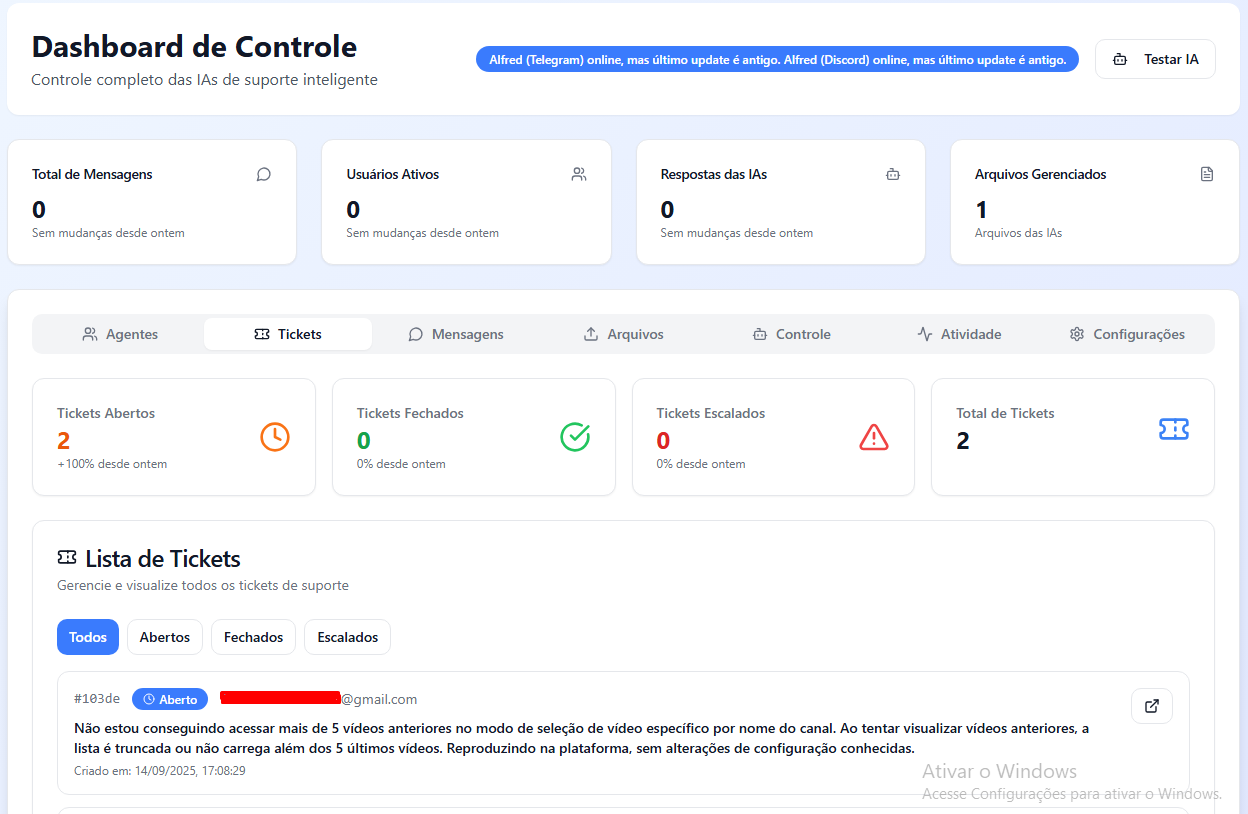 Dashboard de Controle
Controle completo das IAs de suporte inteligente
Alfred (Telegram) online, mas último update é antigo. Alfred (Discord) online, mas último update é antigo.
Testar IA
Total de Mensagens
0
Sem mudanças desde ontem
Usuários Ativos
0
Sem mudanças desde ontem
Respostas das IAs
0
Sem mudanças desde ontem
Arquivos Gerenciados
1
Arquivos das IAs
Agentes
Tickets
Mensagens
Arquivos
Controle
Atividade
Configurações
Tickets Abertos
2
+100% desde ontem
Tickets Fechados
0
0% desde ontem
Tickets Escalados
0
0% desde ontem
Total de Tickets
2
Lista de Tickets
Gerencie e visualize todos os tickets de suporte
Todos
Abertos
Fechados
Escalados
#103de
Aberto
@gmail.com
Não estou conseguindo acessar mais de 5 vídeos anteriores no modo de seleção de vídeo específico por nome do canal. Ao tentar visualizar vídeos anteriores, a
lista é truncada ou não carrega além dos 5 últimos vídeos. Reproduzindo na plataforma, sem alterações de configuração conhecidas.
Criado em: 14/09/2025, 17:08:29
Ativar o Windows
Acesse Configurações para ativar o Windows.